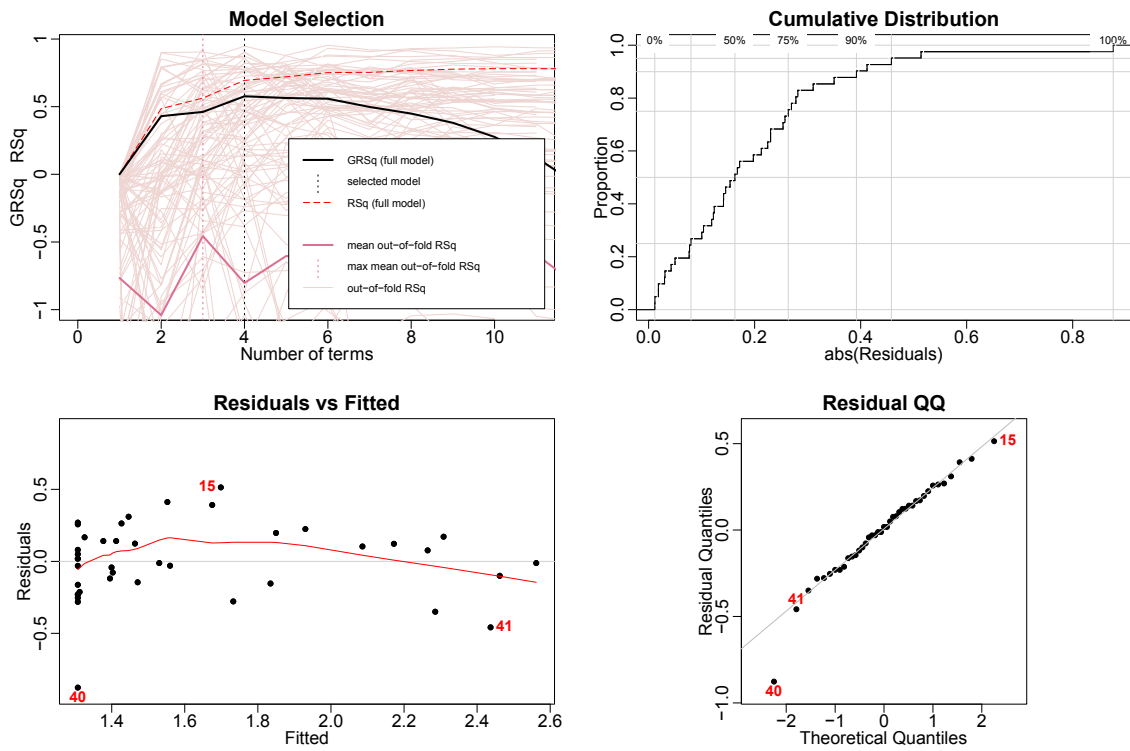 Model Selection
GRSq RSq
1
0.5
0
−0.5
−1
GRSq (full model)
selected model
RSq (full model)
mean out−of−fold RSq
max mean out−of−fold RSq
out−of−fold RSq
0 2 4 6 8 10
Number of terms
Cumulative Distribution
0% 50% 75% 90% 100%
Proportion
1.0
0.8
0.6
0.4
0.2
0.0
0.0 0.2 0.4 0.6 0.8
abs(Residuals)
Residuals vs Fitted
Residuals
0.5
0.0
−0.5
15
41
40
1.4 1.6 1.8 2.0 2.2 2.4 2.6
Fitted
Residual QQ
Residual Quantiles
0.5
0.0
−0.5
−1.0
15
41
40
−2 −1 0 1 2
Theoretical Quantiles